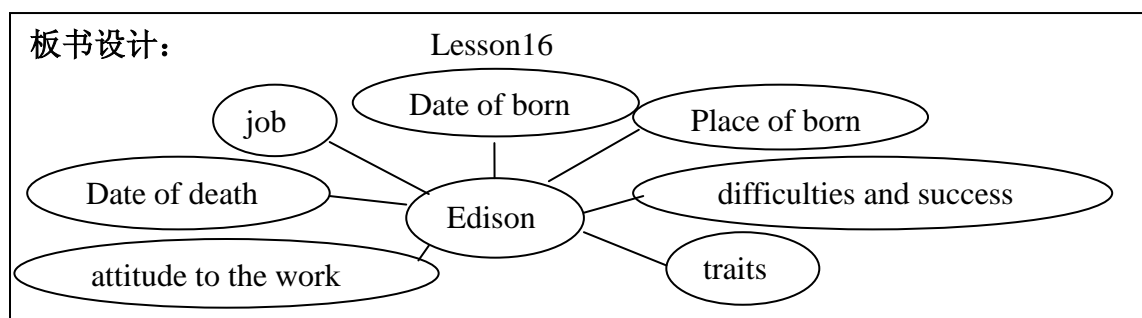 板书设计：
Lesson16
Date of born
job
Place of born
Date of death
difficulties and success
Edison
attitude to the work
traits